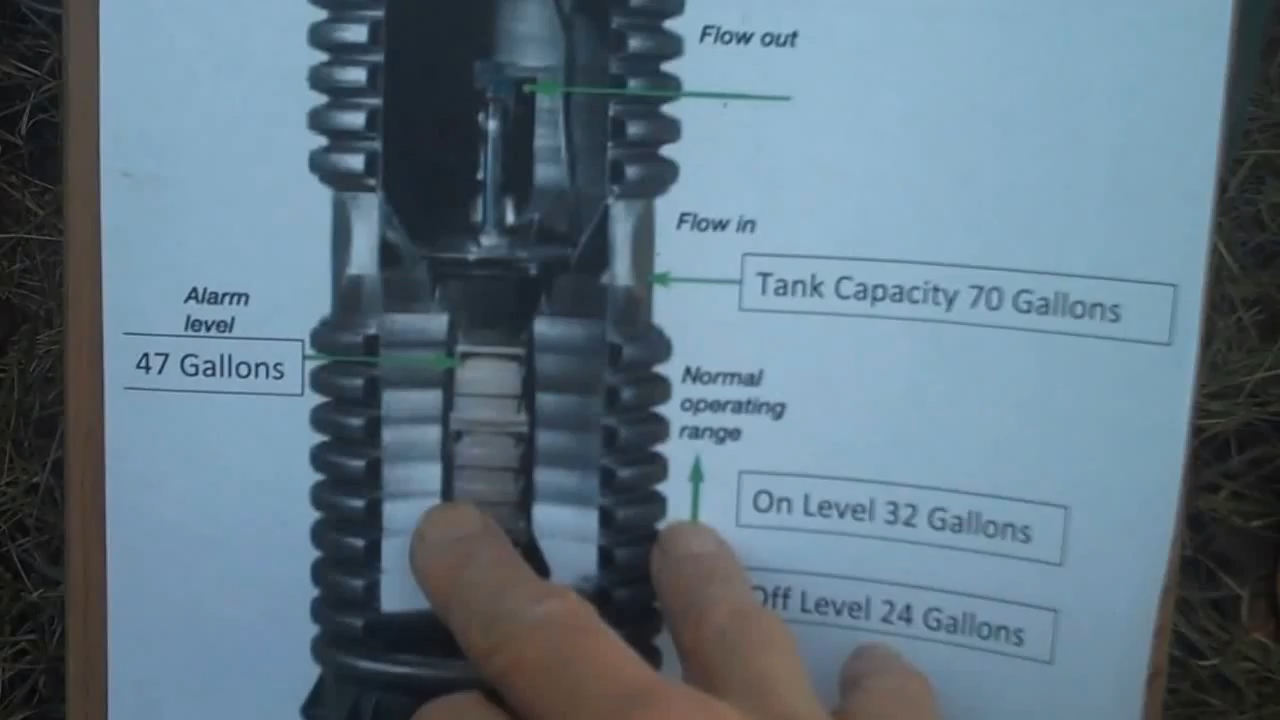 Flow out
Flow in
Tank Capacity 70 Gallons
Alarm
level
47 Gallons
Normal
operating
range
On Level 32 Gallons
Off Level 24 Gallons